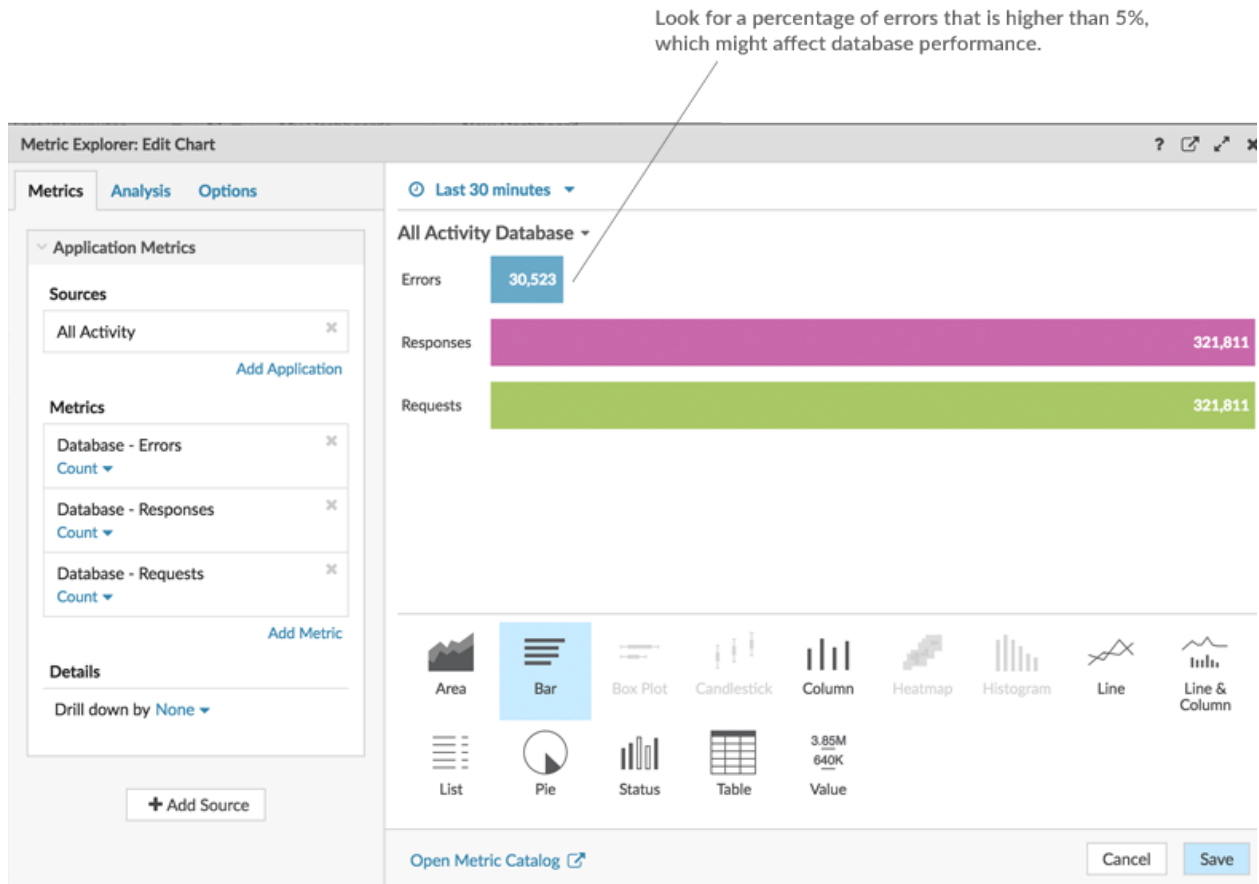 Look for a percentage of errors that is higher than 5%,
which might affect database performance.
Metric Explorer: Edit Chart
?
Metrics Analysis Options
Application Metrics
Sources
All Activity
Add Application
Metrics
Database - Errors
Count
Database - Responses
Count
Database - Requests
Count
Add Metric
Details
Drill down by None
+ Add Source
Last 30 minutes
All Activity Database
Errors 30,523
Responses 321,811
Requests 321,811
Area Bar Box Plot Candlestick Column Heatmap Histogram Line Line &
Column
3.85M
640K
List Pie Status Table Value
Open Metric Catalog
Cancel Save